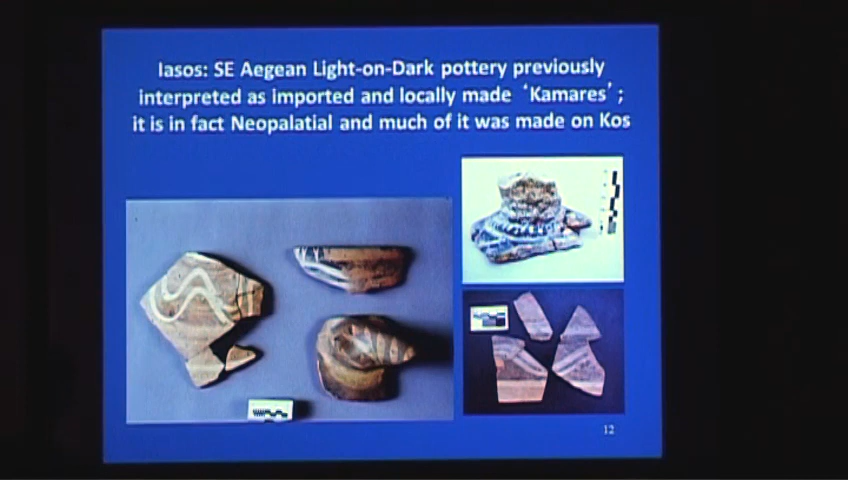 Iasos: SE Aegean Light-on-Dark pottery previously
interpreted as imported and locally made ‘Kamares’ ;
it is in fact Neopalatial and much of it was made on Kos
12